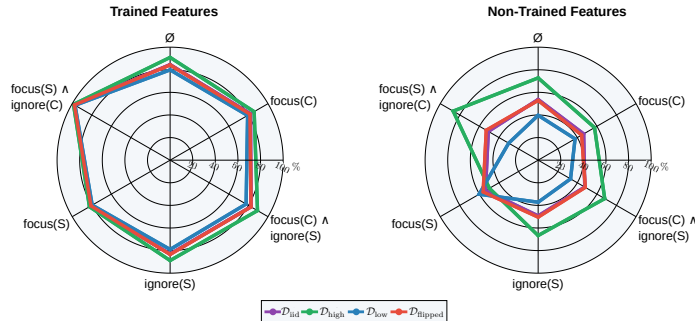 Trained Features
Non-Trained Features
Ø
focus(C)
focus(C) ∧
ignore(S)
ignore(S)
focus(S)
focus(S) ∧
ignore(C)
20
40
60
80
100 %
Ø
focus(C)
focus(C) ∧
ignore(S)
ignore(S)
focus(S)
focus(S) ∧
ignore(C)
20
40
60
80
100 %
𝒟iid 𝒟high 𝒟low 𝒟flipped